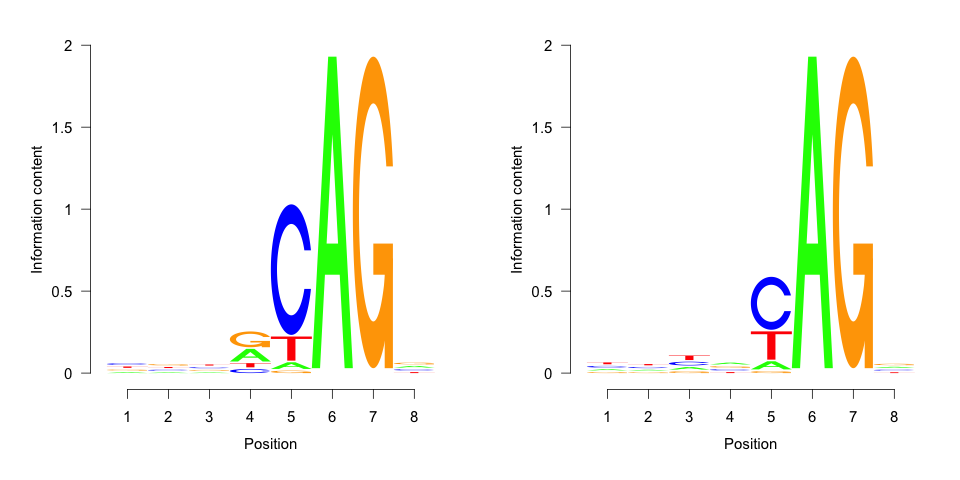 2
1.5
1
0.5
0
Information content
G
A
T
C
C
T
A
G
A
G
1 2 3 4 5 6 7 8
Position
2
1.5
1
0.5
0
Information content
T
C
T
A
A
G
1 2 3 4 5 6 7 8
Position